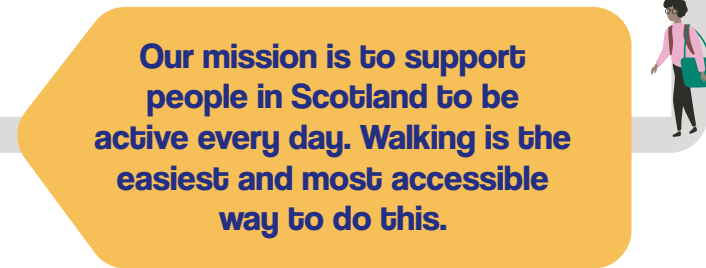 Our mission is to support
people in Scotland to be
active every day. Walking is the
easiest and most accessible
way to do this.